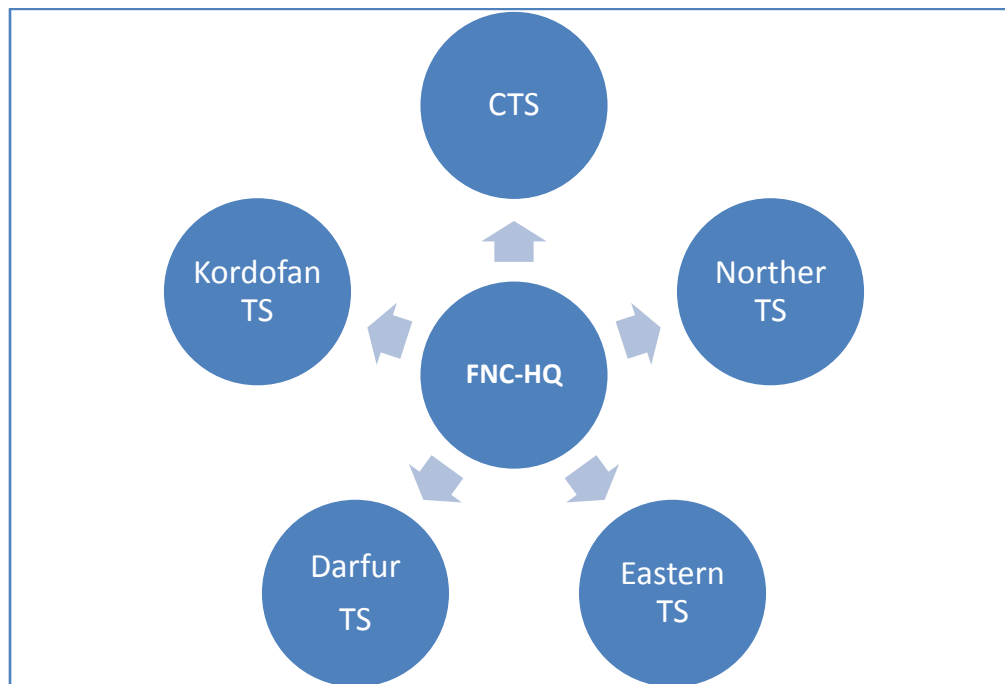 CTS
Kordofan
TS
Norther
TS
FNC-HQ
Darfur
TS
Eastern
TS